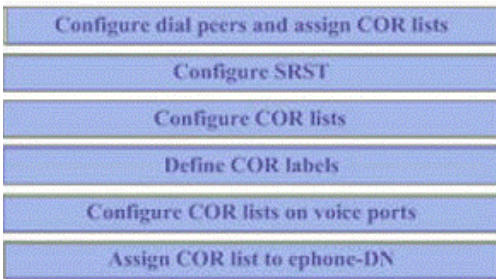 Configure dial peers and assign COR lists
Configure SRST
Configure COR lists
Define COR labels
Configure COR lists on voice ports
Assign COR list to ephone-DN